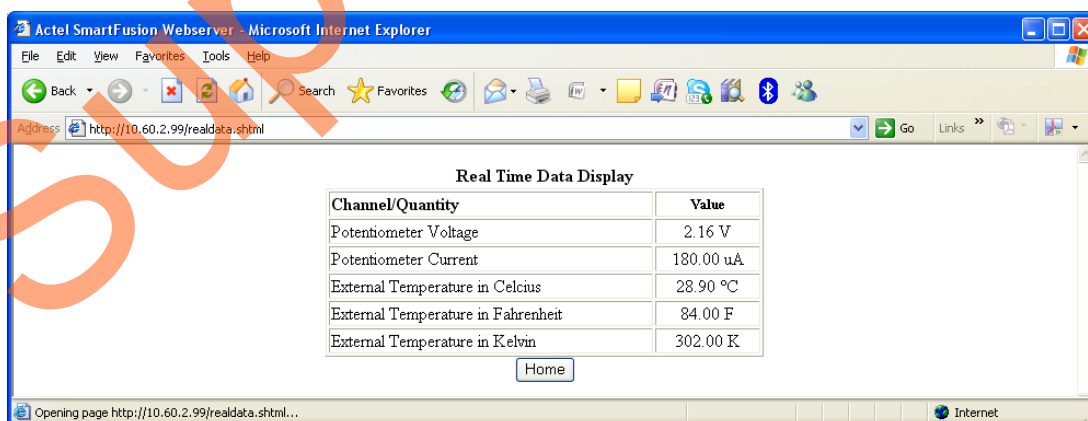 Actel SmartFusion Webserver - Microsoft Internet Explorer
File Edit View Favorites Tools Help
Back Search Favorites
Address http://10.60.2.99/realdata.shtml Go Links »
Real Time Data Display
Channel/Quantity Value
Potentiometer Voltage 2.16 V
Potentiometer Current 180.00 uA
External Temperature in Celcius 28.90 ºC
External Temperature in Fahrenheit 84.00 F
External Temperature in Kelvin 302.00 K
Home
Opening page http://10.60.2.99/realdata.shtml... Internet
Sup